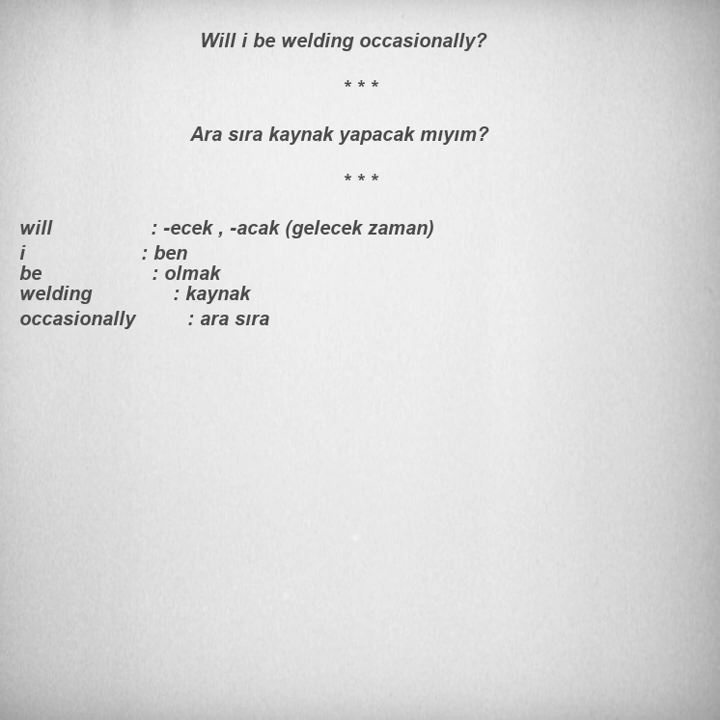 Will i be welding occasionally?
* * *
Ara sıra kaynak yapacak mıyım?
* * *
will : -ecek , -acak (gelecek zaman)
i : ben
be : olmak
welding : kaynak
occasionally : ara sıra